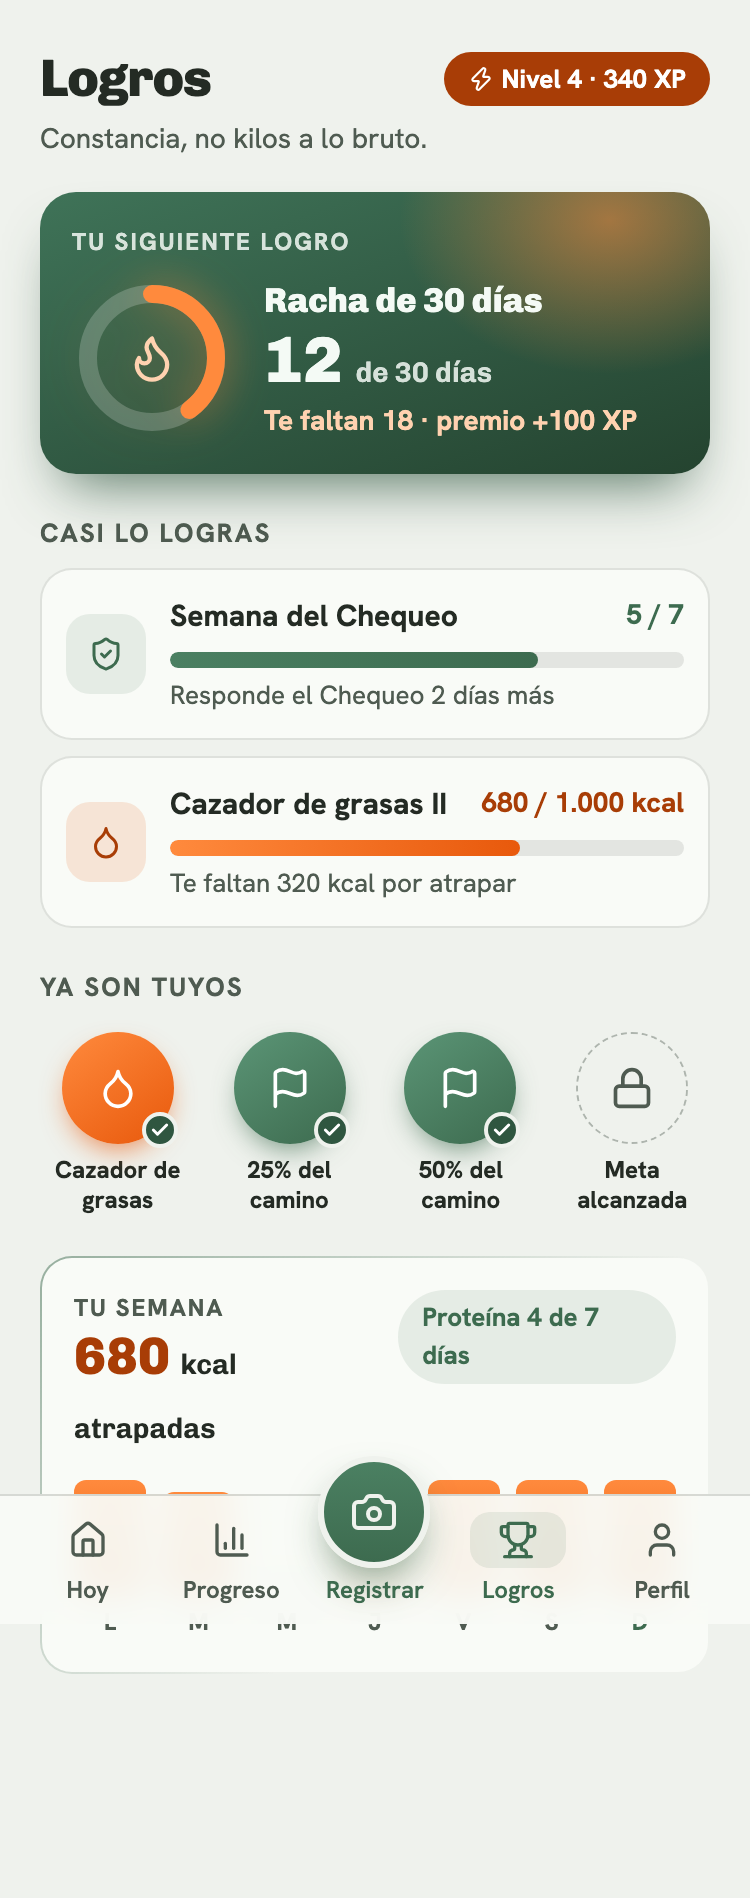 Logros
Nivel 4 · 340 XP
Constancia, no kilos a lo bruto.
TU SIGUIENTE LOGRO
Racha de 30 días
12 de 30 días
Te faltan 18 · premio +100 XP
CASI LO LOGRAS
Semana del Chequeo
5 / 7
Responde el Chequeo 2 días más
Cazador de grasas II
680 / 1.000 kcal
Te faltan 320 kcal por atrapar
YA SON TUYOS
Cazador de
grasas
25% del
camino
50% del
camino
Meta
alcanzada
TU SEMANA
680 kcal
atrapadas
Proteína 4 de 7
días
Hoy
Progreso
Registrar
Logros
Perfil
L M M J V S D